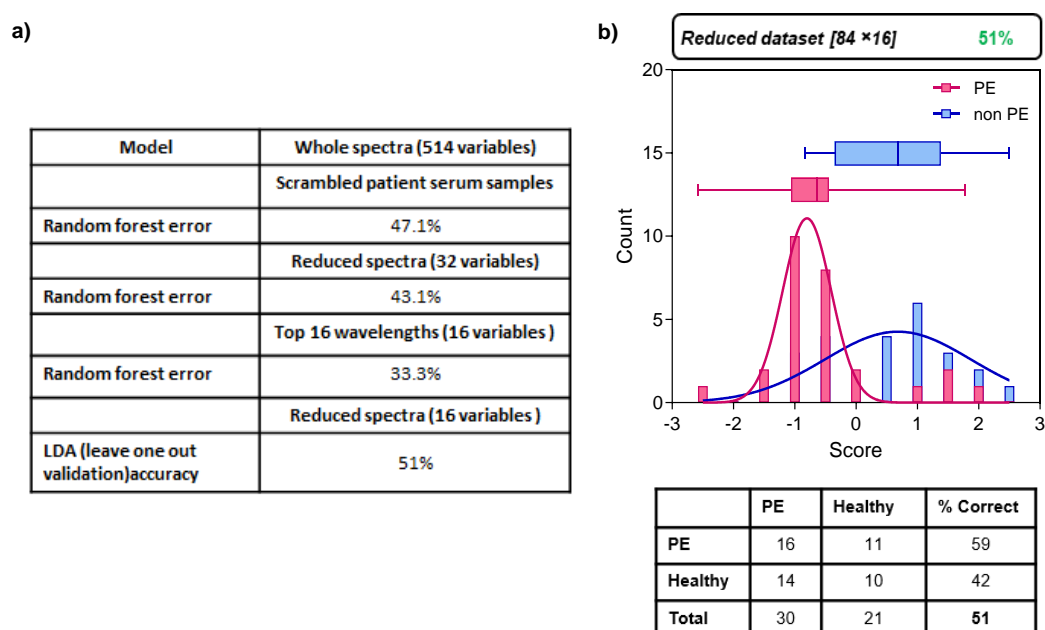 a)
Model Whole spectra (514 variables)
Scrambled patient serum samples
Random forest error 47.1%
Reduced spectra (32 variables)
Random forest error 43.1%
Top 16 wavelengths (16 variables )
Random forest error 33.3%
Reduced spectra (16 variables )
LDA (leave one out
validation)accuracy 51%
b)
Reduced dataset [84 ×16] 51%
PE
non PE
Count
20
15
10
5
0
-3 -2 -1 0 1 2 3
Score
PE Healthy % Correct
PE 16 11 59
Healthy 14 10 42
Total 30 21 51